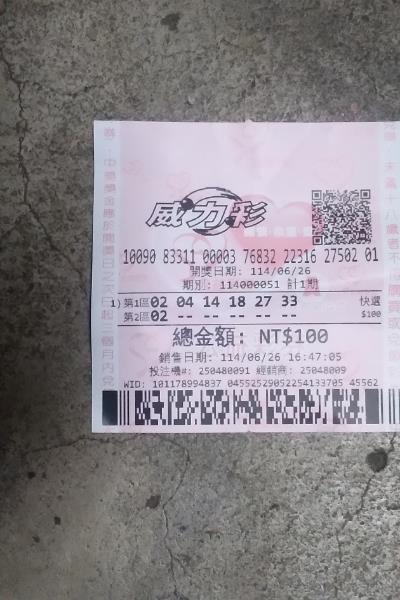 威力彩
10090 83311 00003 76832 22316 27502 01
開獎日期: 114/06/26
期別: 114000051 計1期
1) 第1區 02 04 14 18 27 33 快選
第2區 02 -- -- -- -- -- $100
總金額: NT$100
銷售日期: 114/06/26 16:47:05
投注機#: 250480091 經銷商: 25048009
WID: 101178994837 04552529052254133705 45562